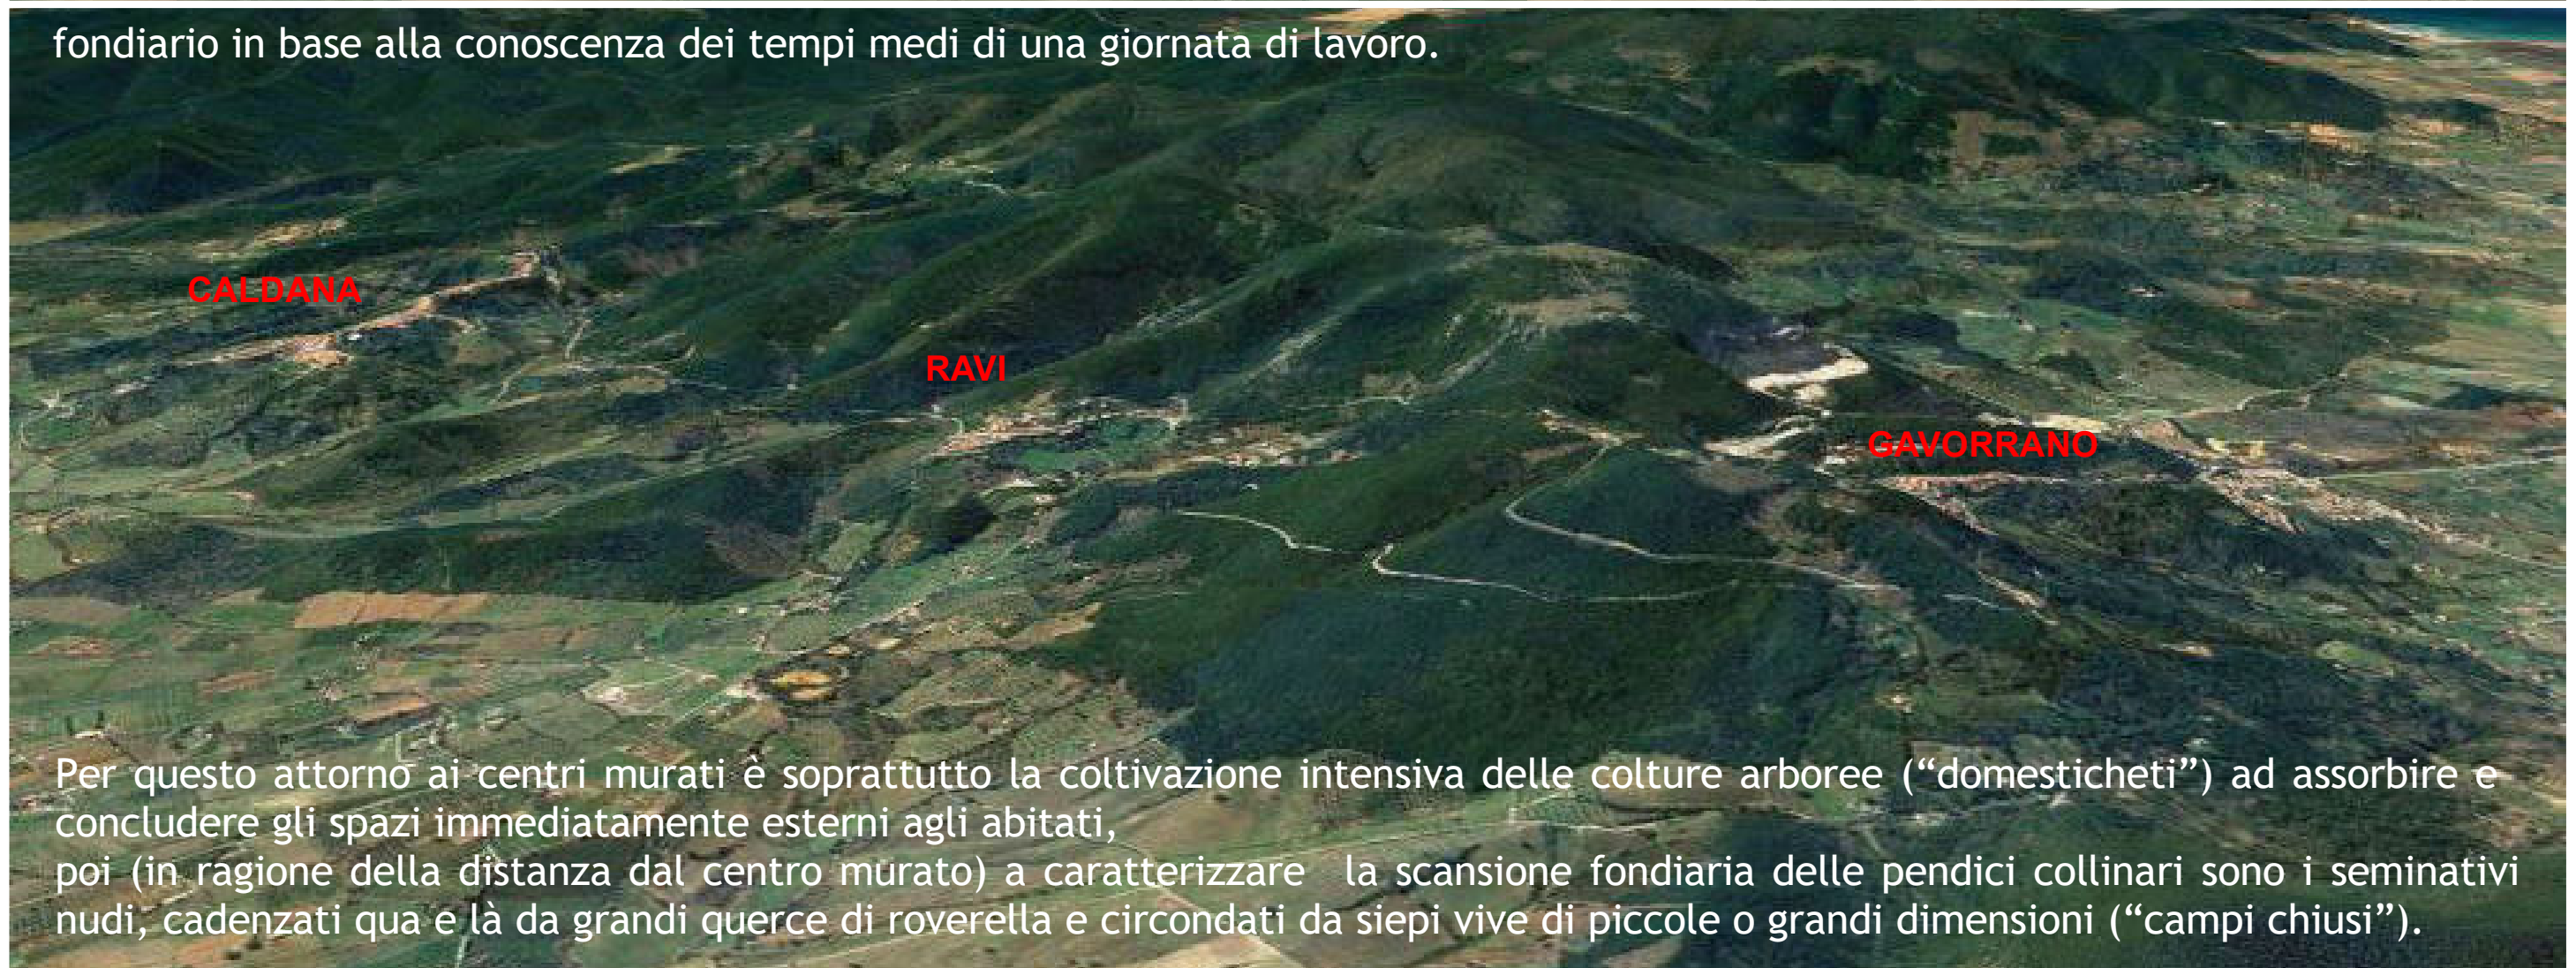 fondiario in base alla conoscenza dei tempi medi di una giornata di lavoro.
CALDANA
RAVI
GAVORRANO
Per questo attorno ai centri murati è soprattutto la coltivazione intensiva delle colture arboree (“domesticheti”) ad assorbire e
concludere gli spazi immediatamente esterni agli abitati,
poi (in ragione della distanza dal centro murato) a caratterizzare la scansione fondiaria delle pendici collinari sono i seminativi
nudi, cadenzati qua e là da grandi querce di roverella e circondati da siepi vive di piccole o grandi dimensioni (“campi chiusi”).